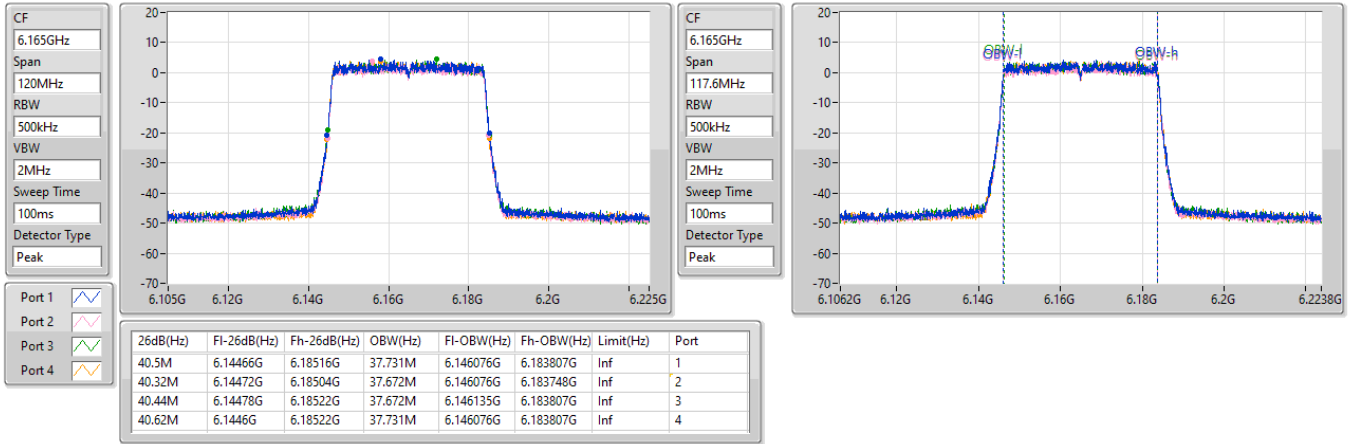 CF
6.165GHz
Span
120MHz
RBW
500kHz
VBW
2MHz
Sweep Time
100ms
Detector Type
Peak
20
10
0
-10
-20
-30
-40
-50
-60
-70
6.105G 6.12G 6.14G 6.16G 6.18G 6.2G 6.225G
CF
6.165GHz
Span
117.6MHz
RBW
500kHz
VBW
2MHz
Sweep Time
100ms
Detector Type
Peak
20
10
0
-10
-20
-30
-40
-50
-60
-70
OBW-l OBW-h
6.1062G 6.12G 6.14G 6.16G 6.18G 6.2G 6.2238G
Port 1
Port 2
Port 3
Port 4
26dB(Hz) Fl-26dB(Hz) Fh-26dB(Hz) OBW(Hz) Fl-OBW(Hz) Fh-OBW(Hz) Limit(Hz) Port
40.5M 6.14466G 6.18516G 37.731M 6.146076G 6.183807G Inf 1
40.32M 6.14472G 6.18504G 37.672M 6.146076G 6.183748G Inf 2
40.44M 6.14478G 6.18522G 37.672M 6.146135G 6.183807G Inf 3
40.62M 6.1446G 6.18522G 37.731M 6.146076G 6.183807G Inf 4